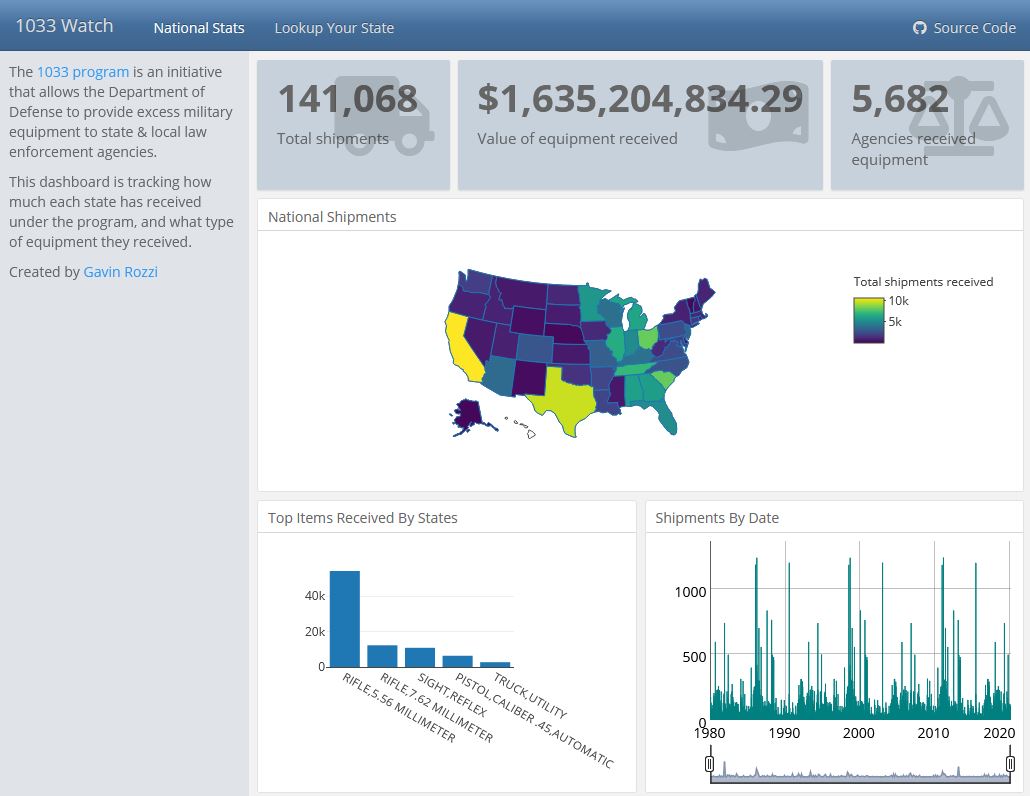 1033 Watch
National Stats
Lookup Your State
Source Code
The 1033 program is an initiative
that allows the Department of
Defense to provide excess military
equipment to state & local law
enforcement agencies.
This dashboard is tracking how
much each state has received
under the program, and what type
of equipment they received.
Created by Gavin Rozzi
141,068
Total shipments
$1,635,204,834.29
Value of equipment received
5,682
Agencies received
equipment
National Shipments
Total shipments received
10k
5k
Top Items Received By States
40k
20k
0
RIFLE,5.56 MILLIMETER
RIFLE,7.62 MILLIMETER
SIGHT,REFLEX
PISTOL,CALIBER .45,AUTOMATIC
TRUCK,UTILITY
Shipments By Date
1000
500
0
1980
1990
2000
2010
2020